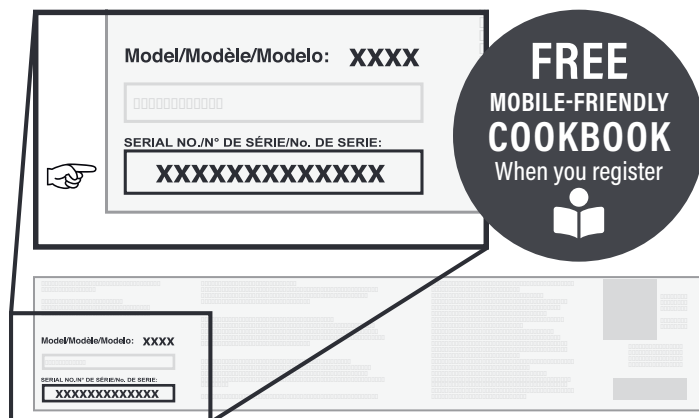 Model/Modèle/Modelo: XXXX
SERIAL NO./N° DE SÉRIE/No. DE SERIE:
XXXXXXXXXXXXX
FREE
MOBILE-FRIENDLY
COOKBOOK
When you register
Model/Modèle/Modelo: XXXX
SERIAL NO./N° DE SÉRIE/No. DE SERIE:
XXXXXXXXXXXXX